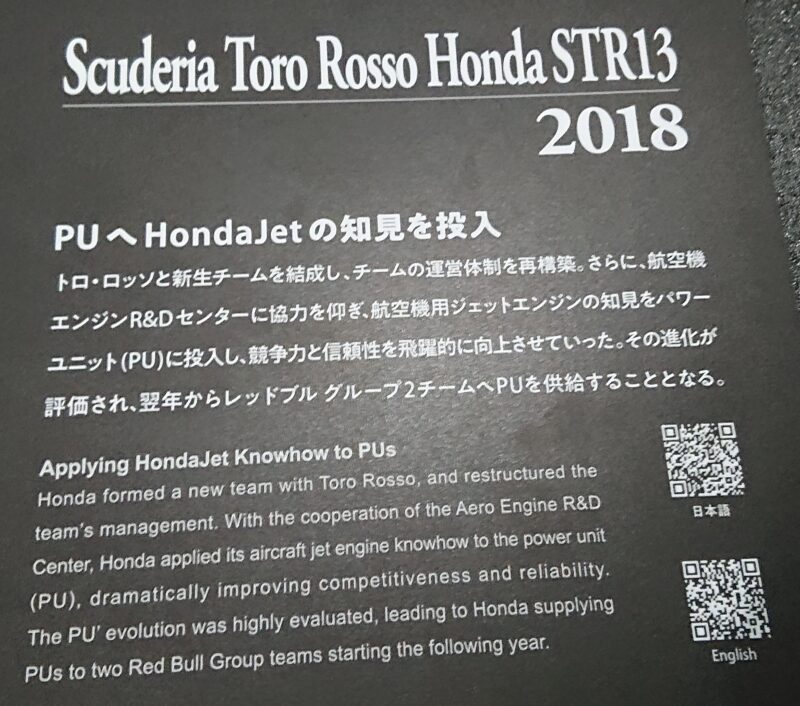 Scuderia Toro Rosso Honda STR13
2018
PUへHondaJetの知見を投入
トロ・ロッソと新生チームを結成し、チームの運営体制を再構築。さらに、航空機
エンジンR&Dセンターに協力を仰ぎ、航空機用ジェットエンジンの知見をパワー
ユニット(PU)に投入し、競争力と信頼性を飛躍的に向上させていった。その進化が
評価され、翌年からレッドブル グループ2チームへPUを供給することとなる。
Applying HondaJet Knowhow to PUs
Honda formed a new team with Toro Rosso, and restructured the
team's management. With the cooperation of the Aero Engine R&D
Center, Honda applied its aircraft jet engine knowhow to the power unit
(PU), dramatically improving competitiveness and reliability.
The PU' evolution was highly evaluated, leading to Honda supplying
PUs to two Red Bull Group teams starting the following year.
日本語
English